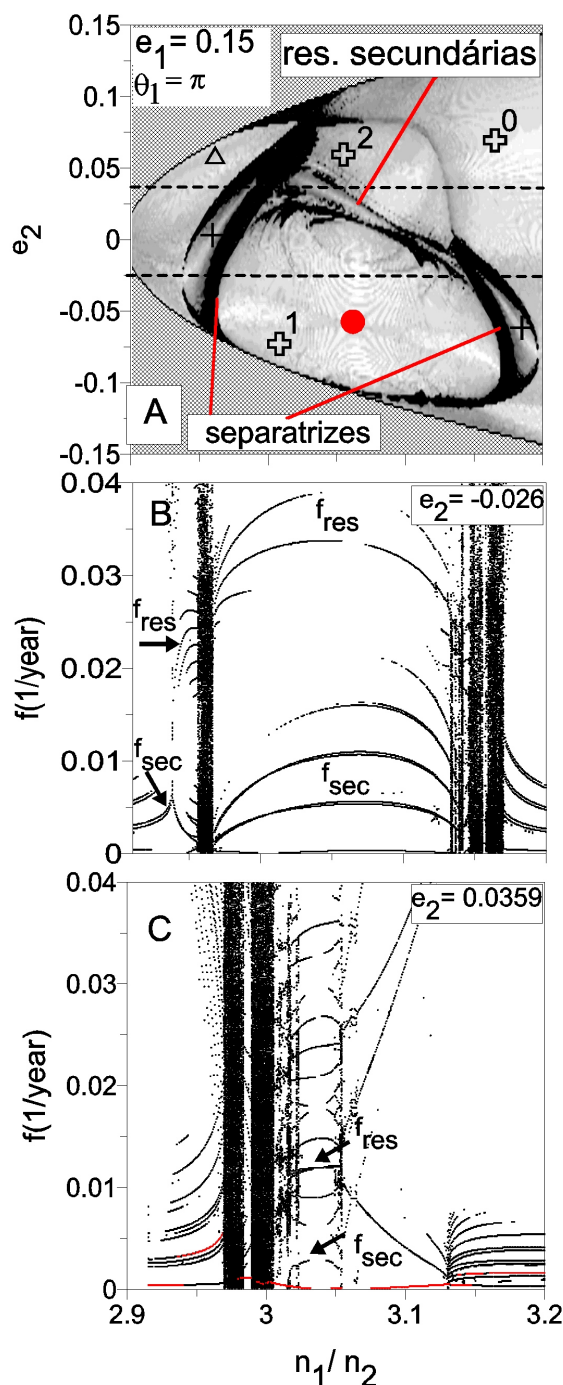 0.15
e1 = 0.15
θ1 = π
res. secundárias
0.1
0.05
0
-0.05
-0.1
-0.15
e2
2
0
1
A
separatrizes
0.04
B
e2 = -0.026
fres
0.03
fres
0.02
f(1/year)
0.01
fsec
fsec
0
0.04
C
e2 = 0.0359
0.03
f(1/year)
0.02
fres
0.01
fsec
0
2.9
3
3.1
3.2
n1/ n2